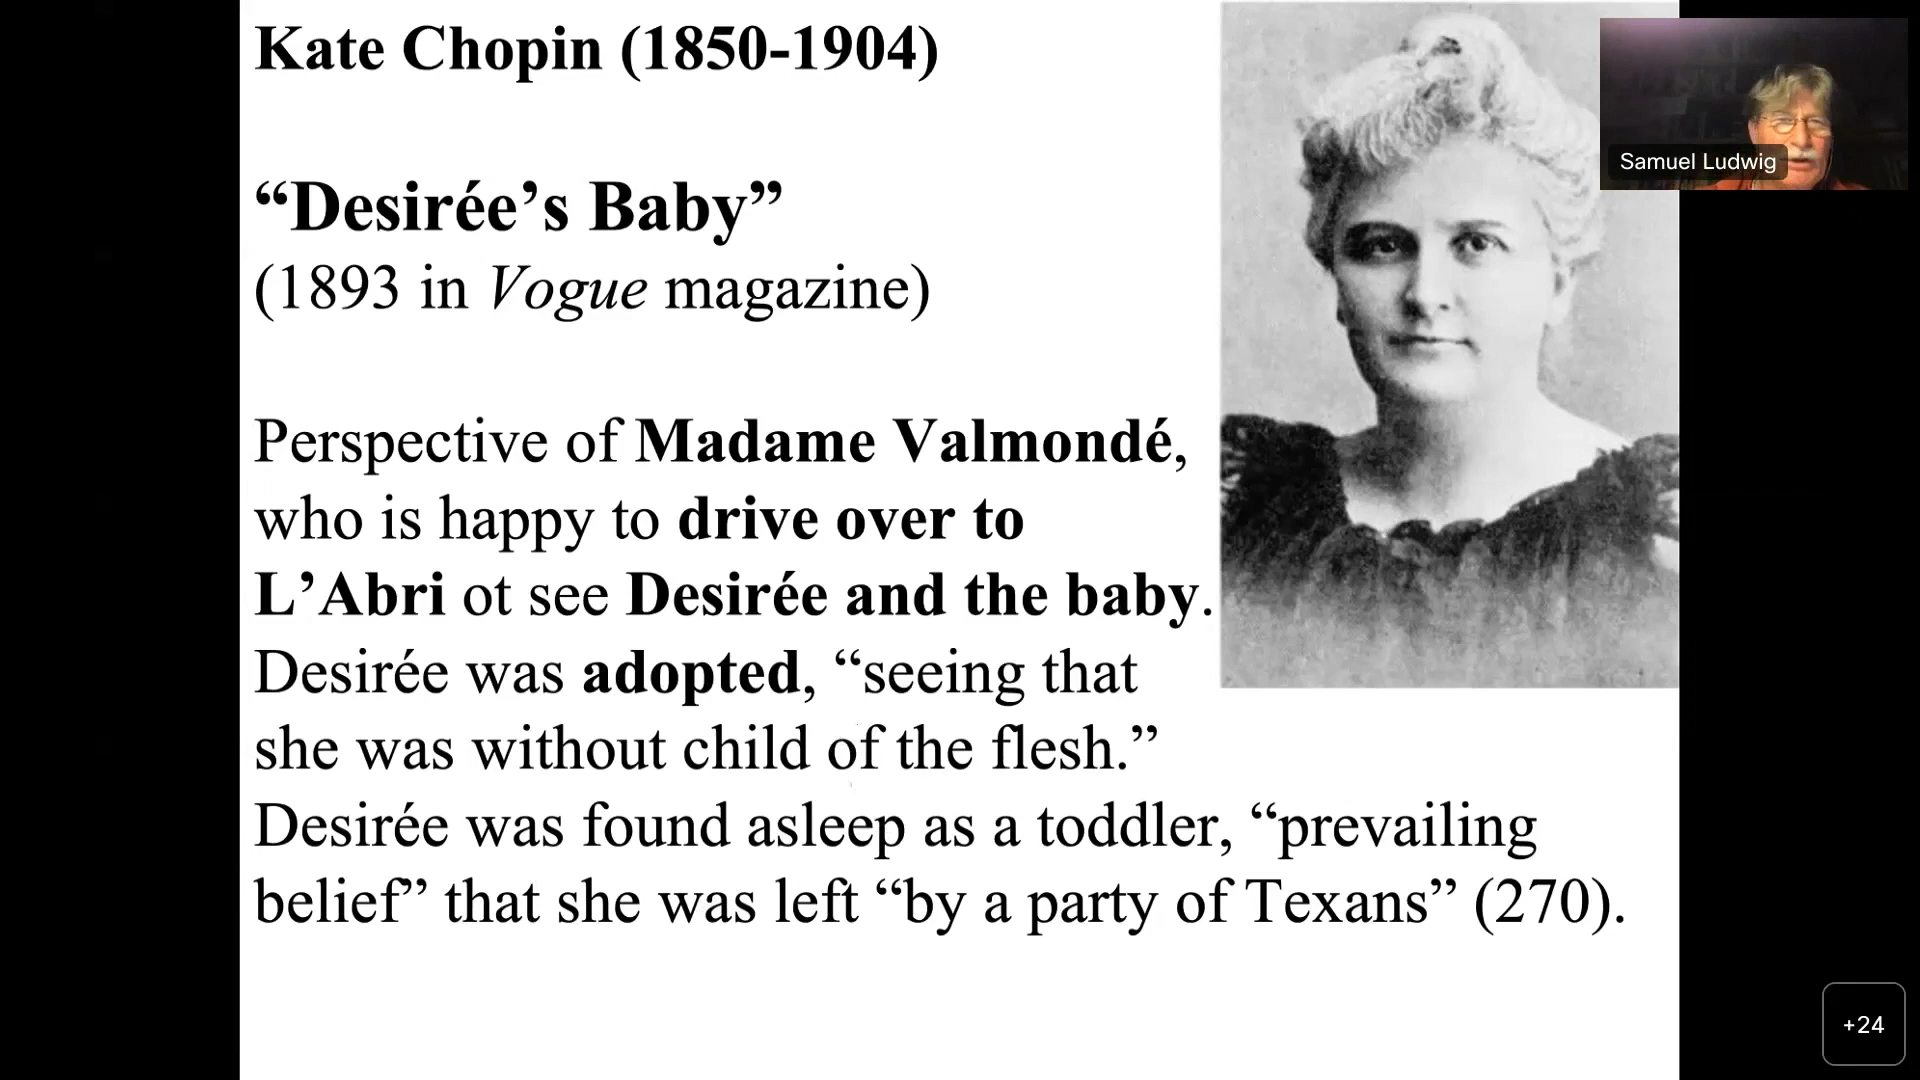 Kate Chopin (1850-1904)
“Desirée’s Baby”
(1893 in Vogue magazine)
Perspective of Madame Valmondé,
who is happy to drive over to
L’Abri ot see Desirée and the baby.
Desirée was adopted, “seeing that
she was without child of the flesh.”
Desirée was found asleep as a toddler, “prevailing
belief” that she was left “by a party of Texans” (270).
Samuel Ludwig
+24